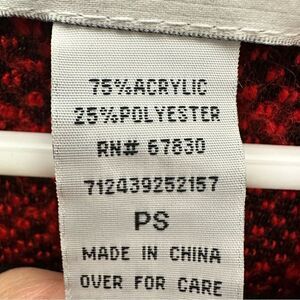 75%ACRYLIC
25%POLYESTER
RN# 67830
712439252157
PS
MADE IN CHINA
OVER FOR CARE